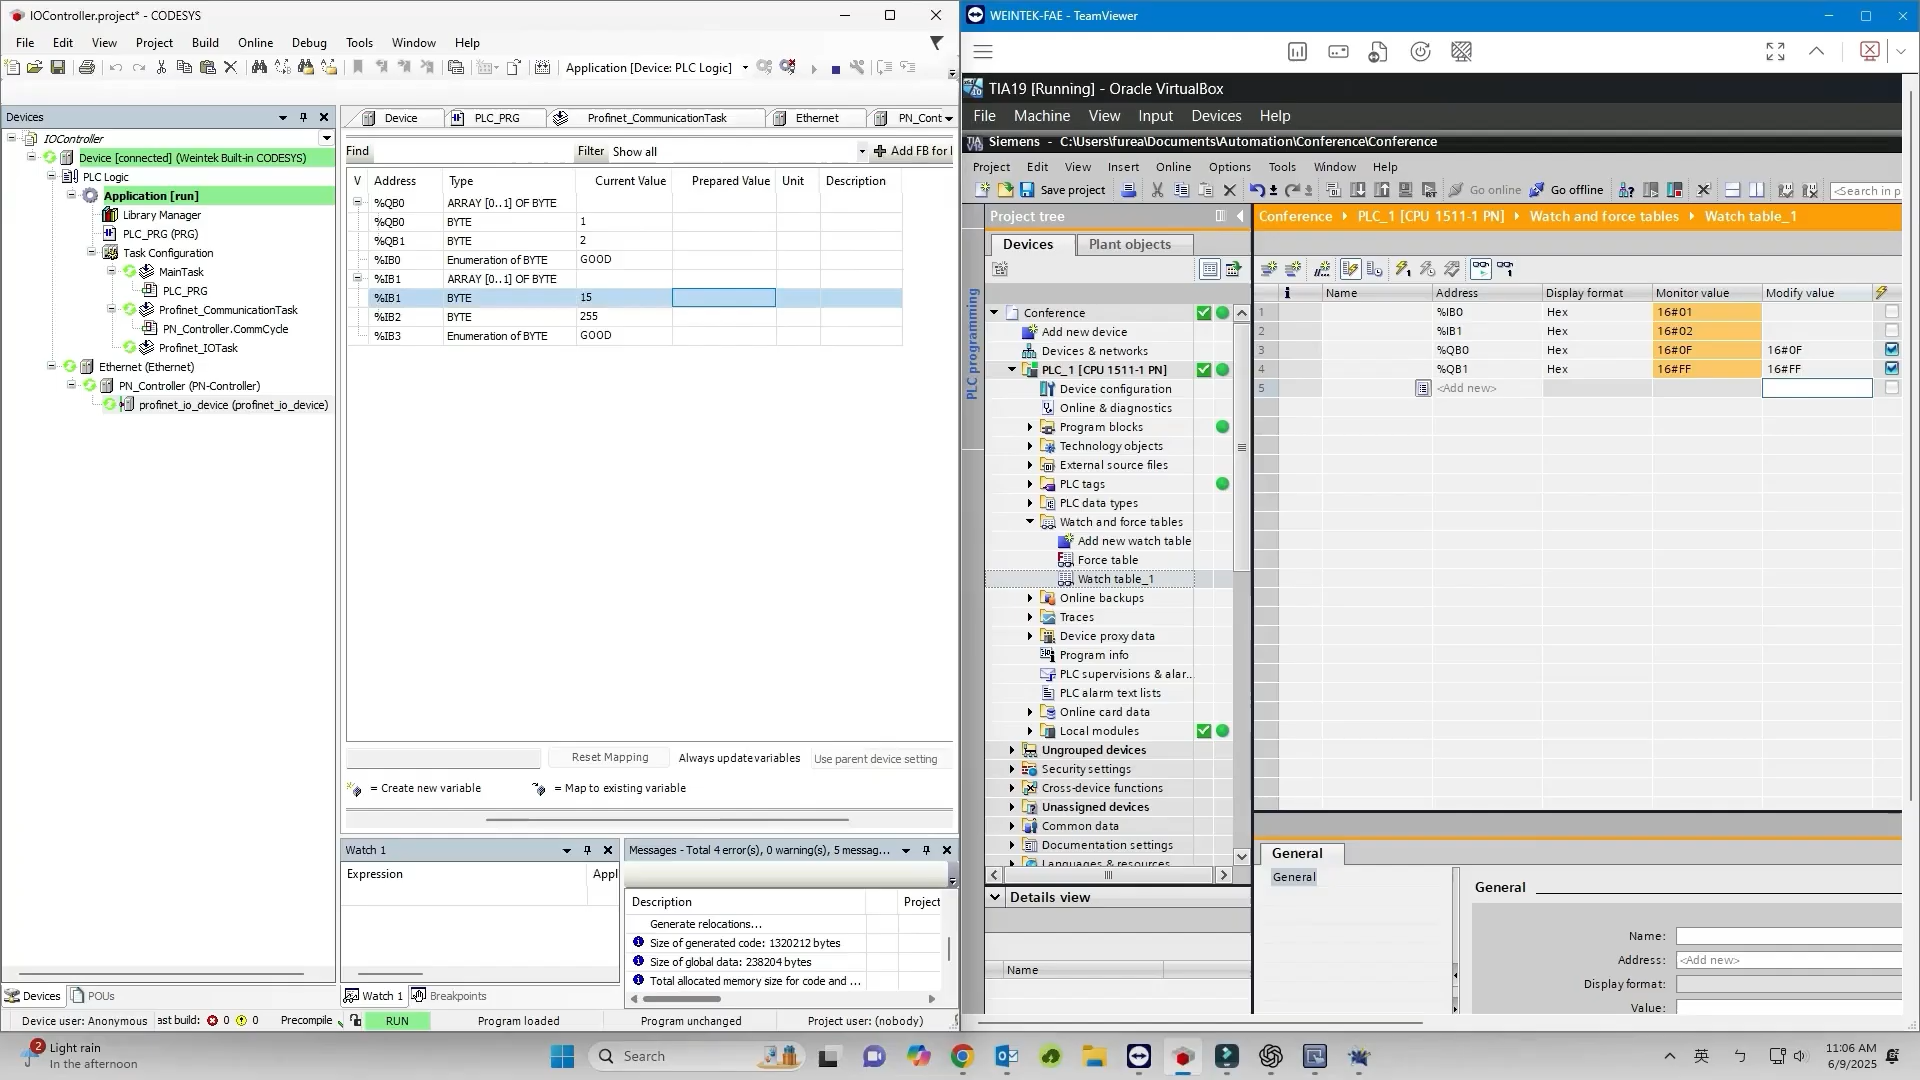 IOController.project* - CODESYS
File Edit View Project Build Online Debug Tools Window Help
Application [Device: PLC Logic]
Devices
IOController
Device [connected] (Weintek Built-in CODESYS)
PLC Logic
Application [run]
Library Manager
PLC_PRG (PRG)
Task Configuration
MainTask
PLC_PRG
Profinet_CommunicationTask
PN_Controller.CommCycle
Profinet_IOTask
Ethernet (Ethernet)
PN_Controller (PN-Controller)
profinet_io_device (profinet_io_device)
Devices POUs
Device PLC_PRG Profinet_CommunicationTask Ethernet PN_Cont
Find Filter Show all Add FB for I
V Address Type Current Value Prepared Value Unit Description
%QB0 ARRAY [0..1] OF BYTE
%QB0 BYTE 1
%QB1 BYTE 2
%IB0 Enumeration of BYTE GOOD
%IB1 ARRAY [0..1] OF BYTE
%IB1 BYTE 15
%IB2 BYTE 255
%IB3 Enumeration of BYTE GOOD
Reset Mapping Always update variables Use parent device setting
= Create new variable = Map to existing variable
Watch 1
Expression Appl
Watch 1 Breakpoints
Messages - Total 4 error(s), 0 warning(s), 5 messag...
Description Project
Generate relocations...
Size of generated code: 1320212 bytes
Size of global data: 238204 bytes
Total allocated memory size for code and ...
Device user: Anonymous ast build: 0 0 Precompile RUN Program loaded Program unchanged Project user: (nobody)
WEINTEK-FAE - TeamViewer
TIA19 [Running] - Oracle VirtualBox
File Machine View Input Devices Help
Siemens - C:\Users\furea\Documents\Automation\Conference\Conference
Project Edit View Insert Online Options Tools Window Help
Save project Go online Go offline <Search in p
Project tree
Devices Plant objects
PLC programming
Conference
Add new device
Devices & networks
PLC_1 [CPU 1511-1 PN]
Device configuration
Online & diagnostics
Program blocks
Technology objects
External source files
PLC tags
PLC data types
Watch and force tables
Add new watch table
Force table
Watch table_1
Online backups
Traces
Device proxy data
Program info
PLC supervisions & alar...
PLC alarm text lists
Online card data
Local modules
Ungrouped devices
Security settings
Cross-device functions
Unassigned devices
Common data
Documentation settings
Languages & resources
Details view
Name
Conference PLC_1 [CPU 1511-1 PN] Watch and force tables Watch table_1
i Name Address Display format Monitor value Modify value
1 %IB0 Hex 16#01
2 %IB1 Hex 16#02
3 %QB0 Hex 16#0F 16#0F
4 %QB1 Hex 16#FF 16#FF
5 <Add new>
General
General
General
Name:
Address: <Add new>
Display format:
Value:
2
Light rain
In the afternoon
Search
英 ㄅ
11:06 AM
6/9/2025